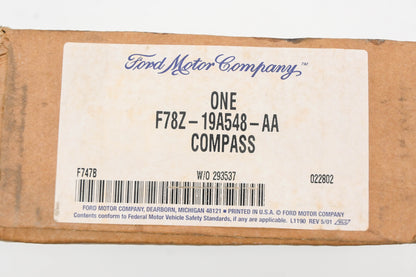 Ford Motor Company™
ONE
F78Z-19A548-AA
COMPASS
F747B W/O 293537 022802
FORD MOTOR COMPANY, DEARBORN, MICHIGAN 48121 ■ PRINTED IN U.S.A. © FORD MOTOR COMPANY
Contents conform to Federal Motor Vehicle Safety Standards, if any are applicable. L1190 REV 5/01